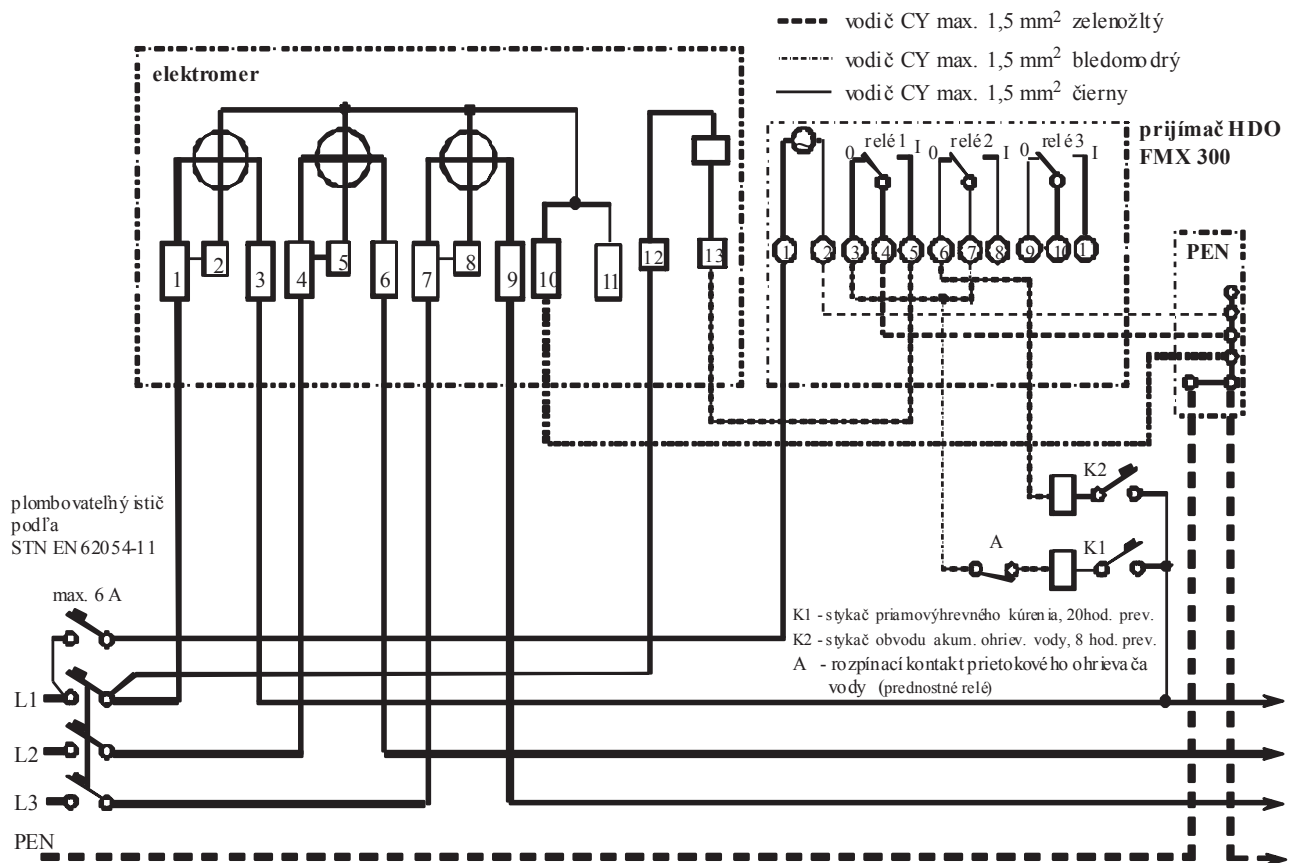 vodič CY max. 1,5 mm² zelenožltý
vodič CY max. 1,5 mm² bledomodrý
vodič CY max. 1,5 mm² čierny
elektromer
prijímač HDO
FMX 300
relé 1 relé 2 relé 3
0 I 0 I 0 I
1 2 3 4 5 6 7 8 9 10 11 12 13
1 2 3 4 5 6 7 8 9 10 1
PEN
K2
plombovateľný istič
podľa
STN EN 62054-11
A K1
max. 6 A
K1 - stykač priamovýhrevného kúrenia, 20hod. prev.
K2 - stykač obvodu akum. ohriev. vody, 8 hod. prev.
A - rozpínací kontakt prietokového ohrievača
vody (prednostné relé)
L1
L2
L3
PEN